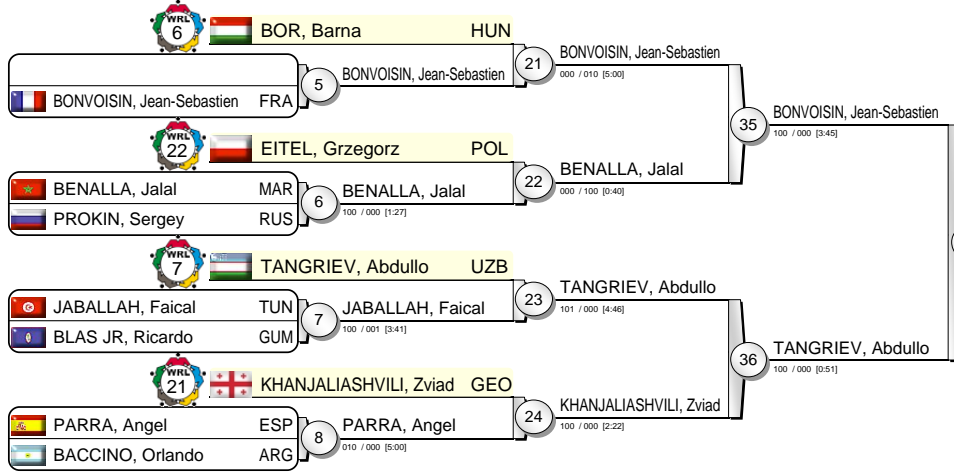 WRL 6 BOR, Barna HUN
BONVOISIN, Jean-Sebastien FRA
5 BONVOISIN, Jean-Sebastien
21 BONVOISIN, Jean-Sebastien
000 / 010 [5:00]
WRL 22 EITEL, Grzegorz POL
BENALLA, Jalal MAR
PROKIN, Sergey RUS
6 BENALLA, Jalal
100 / 000 [1:27]
22 BENALLA, Jalal
000 / 100 [0:40]
35 BONVOISIN, Jean-Sebastien
100 / 000 [3:45]
WRL 7 TANGRIEV, Abdullo UZB
JABALLAH, Faical TUN
BLAS JR, Ricardo GUM
7 JABALLAH, Faical
100 / 001 [3:41]
23 TANGRIEV, Abdullo
101 / 000 [4:46]
WRL 21 KHANJALIASHVILI, Zviad GEO
PARRA, Angel ESP
BACCINO, Orlando ARG
8 PARRA, Angel
010 / 000 [5:00]
24 KHANJALIASHVILI, Zviad
100 / 000 [2:22]
36 TANGRIEV, Abdullo
100 / 000 [0:51]